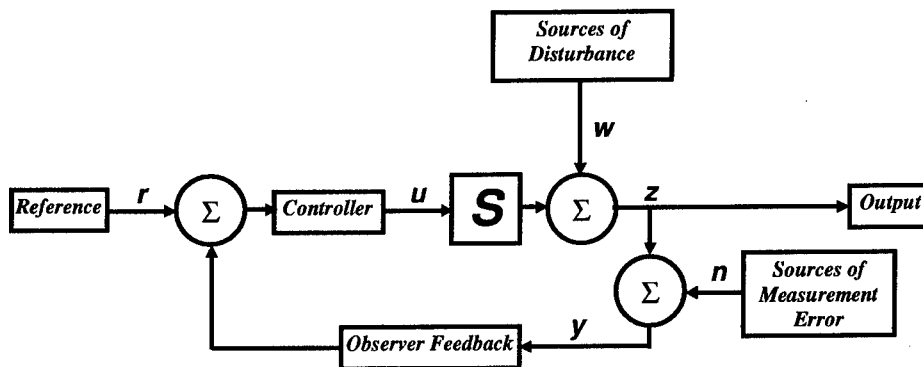 Sources of
Disturbance
w
Reference
r
Σ
Controller
u
S
Σ
z
Output
Σ
n
Sources of
Measurement
Error
y
Observer Feedback